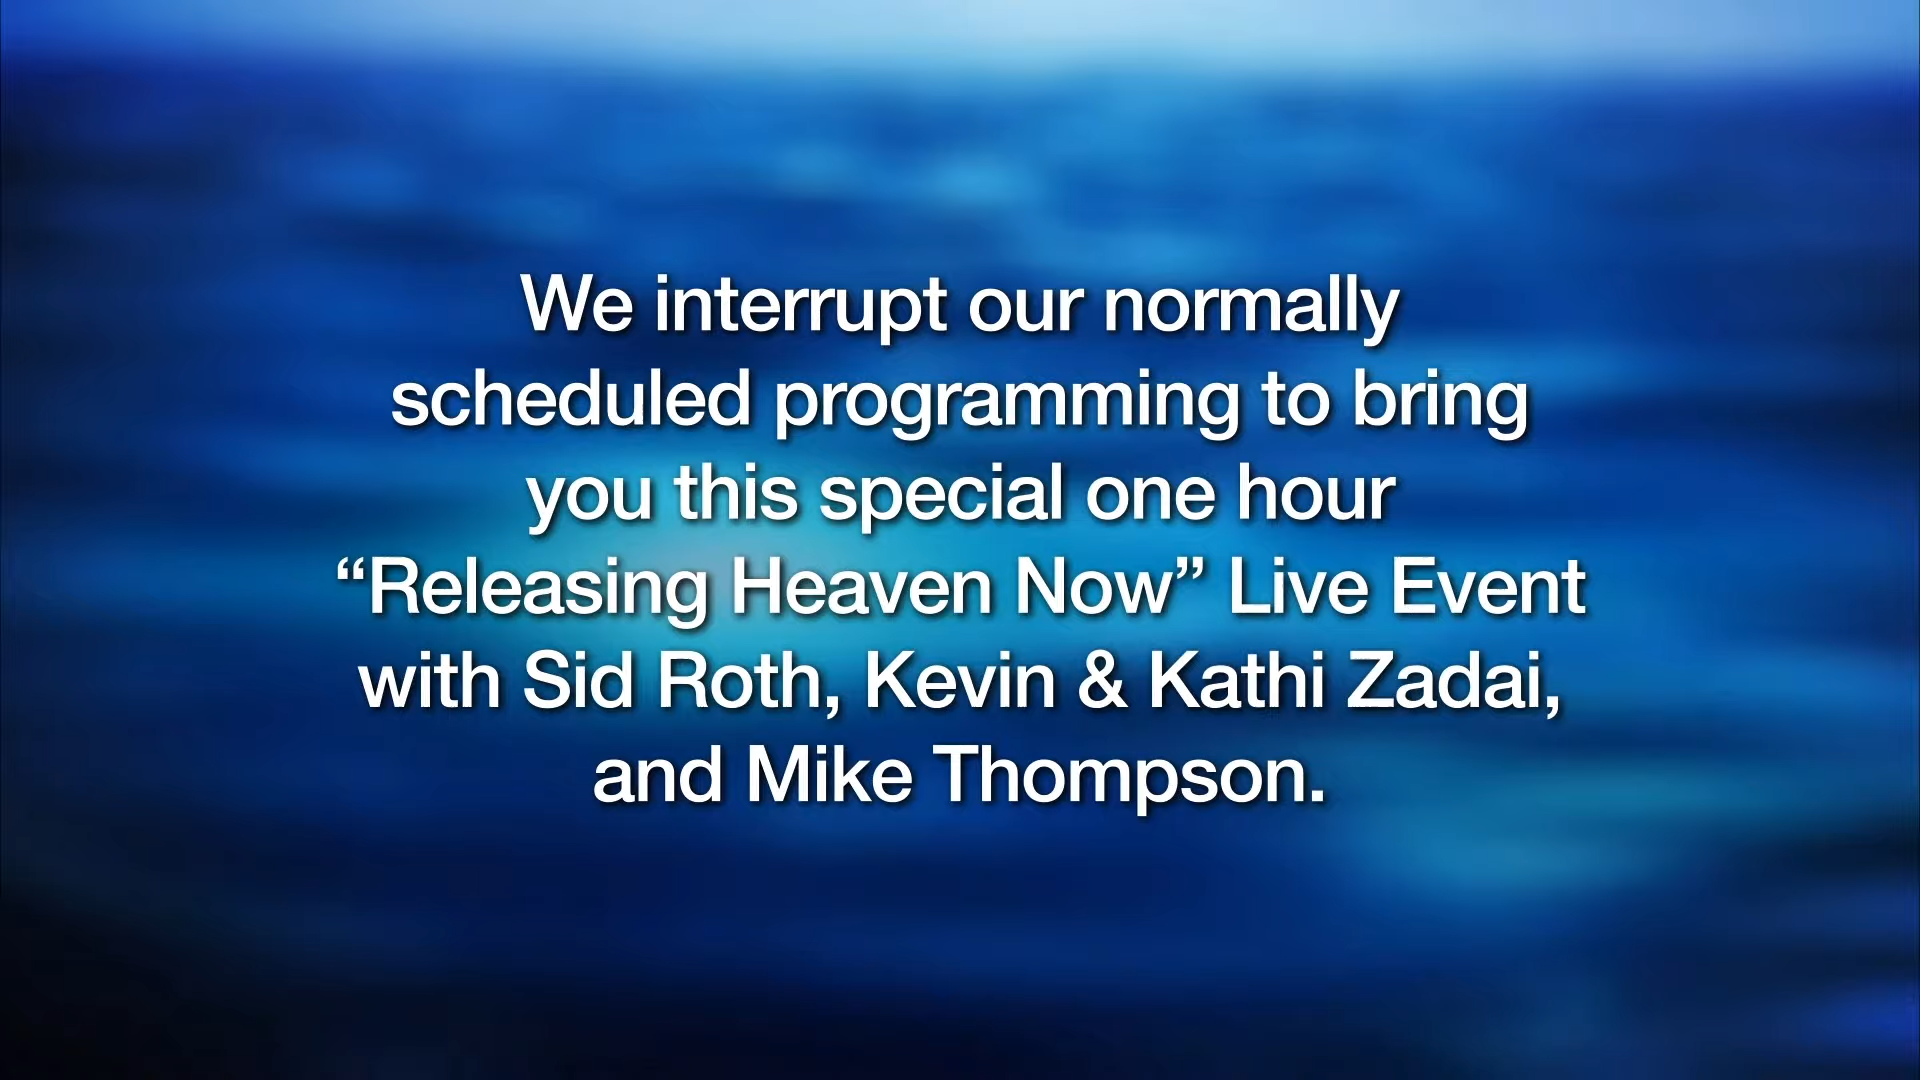 We interrupt our normally
scheduled programming to bring
you this special one hour
“Releasing Heaven Now” Live Event
with Sid Roth, Kevin & Kathi Zadai,
and Mike Thompson.